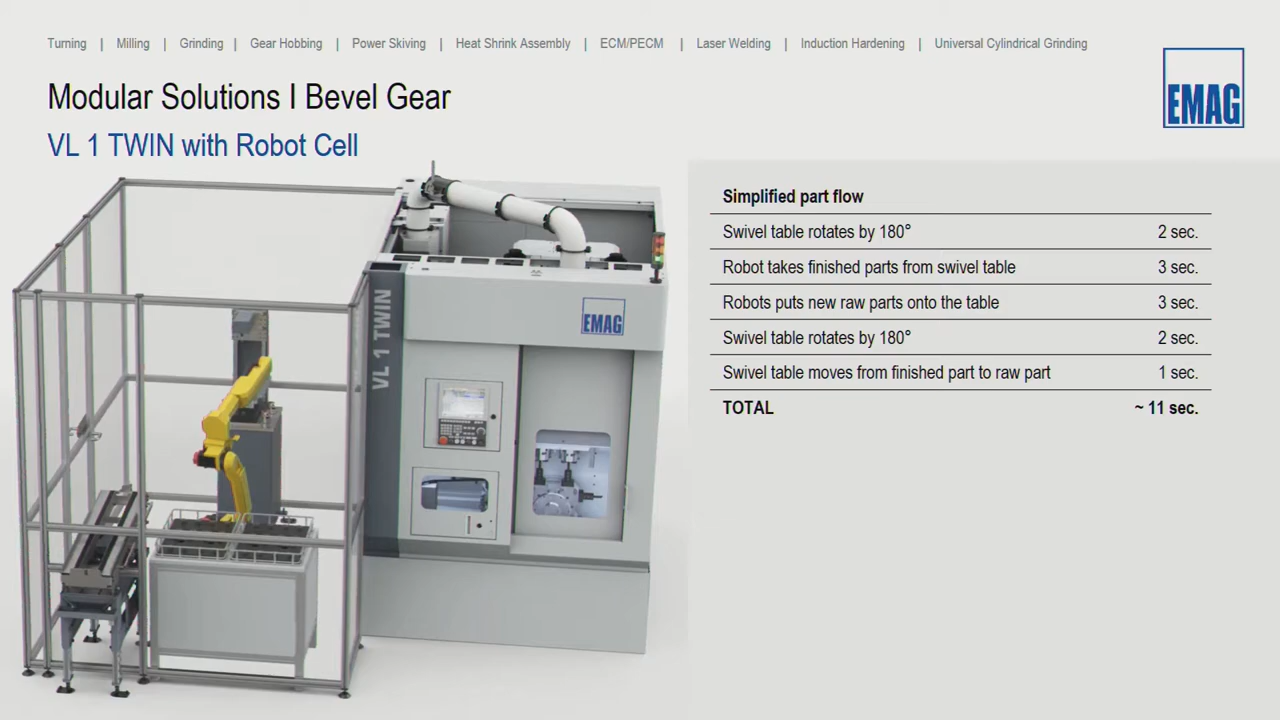 Turning | Milling | Grinding | Gear Hobbing | Power Skiving | Heat Shrink Assembly | ECM/PECM | Laser Welding | Induction Hardening | Universal Cylindrical Grinding
EMAG
Modular Solutions I Bevel Gear
VL 1 TWIN with Robot Cell
VL 1 TWIN
EMAG
Simplified part flow
Swivel table rotates by 180° 2 sec.
Robot takes finished parts from swivel table 3 sec.
Robots puts new raw parts onto the table 3 sec.
Swivel table rotates by 180° 2 sec.
Swivel table moves from finished part to raw part 1 sec.
TOTAL ~ 11 sec.